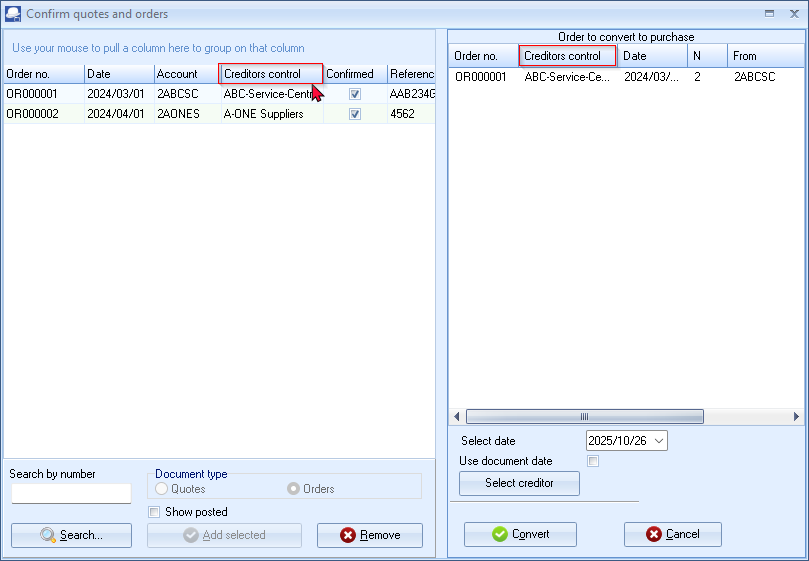 Confirm quotes and orders
Use your mouse to pull a column here to group on that column
Order no. Date Account Creditors control Confirmed Referenc
OR000001 2024/03/01 2ABCSC ABC-Service-Centr AAB234G
OR000002 2024/04/01 2AONES A-ONE Suppliers 4562
Search by number
Document type
Quotes Orders
Show posted
Search... Add selected Remove
Order to convert to purchase
Order no. Creditors control Date N From
OR000001 ABC-Service-Ce... 2024/03/... 2 2ABCSC
Select date 2025/10/26
Use document date
Select creditor
Convert Cancel